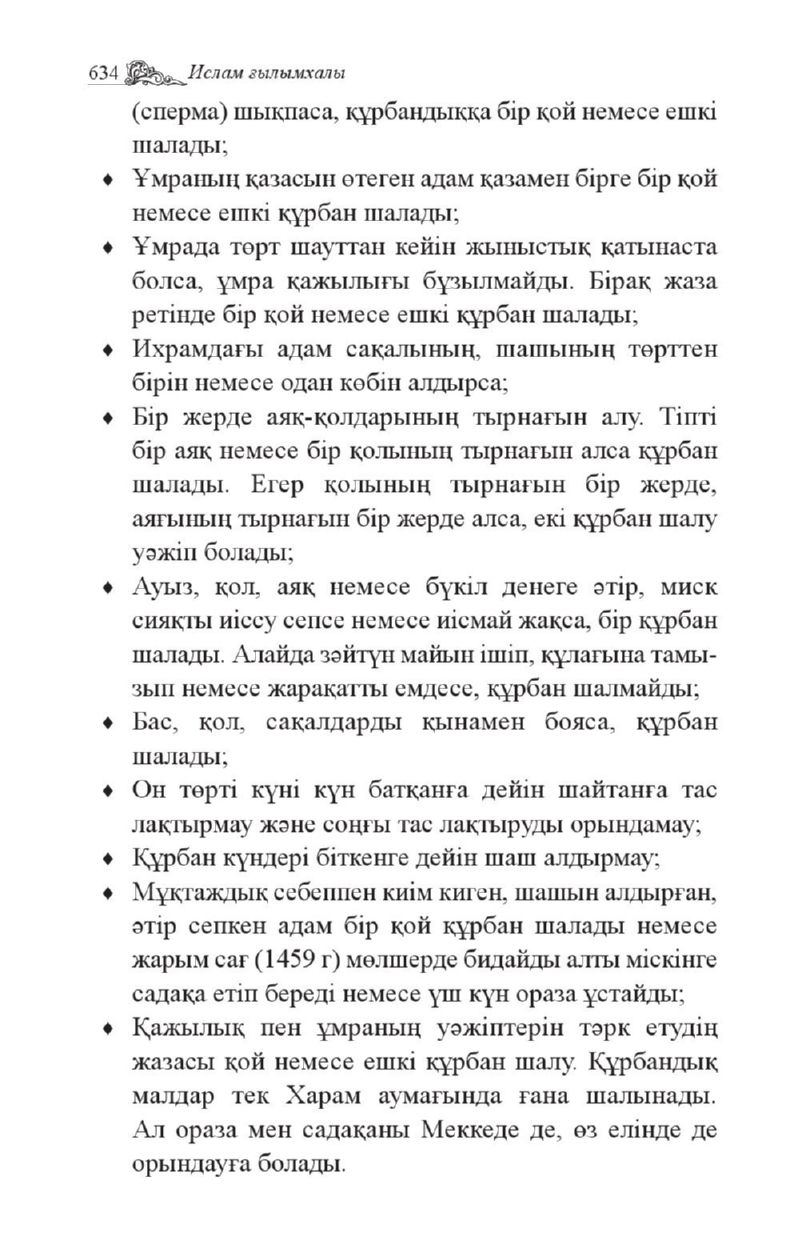 634 Ислам ғылымхалы
(сперма) шықпаса, құрбандыққа бір қой немесе ешкі
шалады;
♦ Ұмраның қазасын өтеген адам қазамен бірге бір қой
немесе ешкі құрбан шалады;
♦ Ұмрада төрт шауттан кейін жыныстық қатынаста
болса, ұмра қажылығы бұзылмайды. Бірақ жаза
ретінде бір қой немесе ешкі құрбан шалады;
♦ Ихрамдағы адам сақалының, шашының төрттен
бірін немесе одан көбін алдырса;
♦ Бір жерде аяқ-қолдарының тырнағын алу. Тіпті
бір аяқ немесе бір қолының тырнағын алса құрбан
шалады. Егер қолының тырнағын бір жерде,
аяғының тырнағын бір жерде алса, екі құрбан шалу
уәжіп болады;
♦ Ауыз, қол, аяқ немесе бүкіл денеге әтір, миск
сияқты иіссу сепсе немесе иісмай жақса, бір құрбан
шалады. Алайда зәйтүн майын ішіп, құлағына тамы-
зып немесе жарақатты емдесе, құрбан шалмайды;
♦ Бас, қол, сақалдарды қынамен бояса, құрбан
шалады;
♦ Он төрті күні күн батқанға дейін шайтанға тас
лақтырмау және соңғы тас лақтыруды орындамау;
♦ Құрбан күндері біткенге дейін шаш алдырмау;
♦ Мұқтаждық себеппен киім киген, шашын алдырған,
әтір сепкен адам бір қой құрбан шалады немесе
жарым сағ (1459 г) мөлшерде бидайды алты міскінге
садақа етіп береді немесе үш күн ораза ұстайды;
♦ Қажылық пен ұмраның уәжіптерін тәрк етудің
жазасы қой немесе ешкі құрбан шалу. Құрбандық
малдар тек Харам аумағында ғана шалынады.
Ал ораза мен садақаны Меккеде де, өз елінде де
орындауға болады.